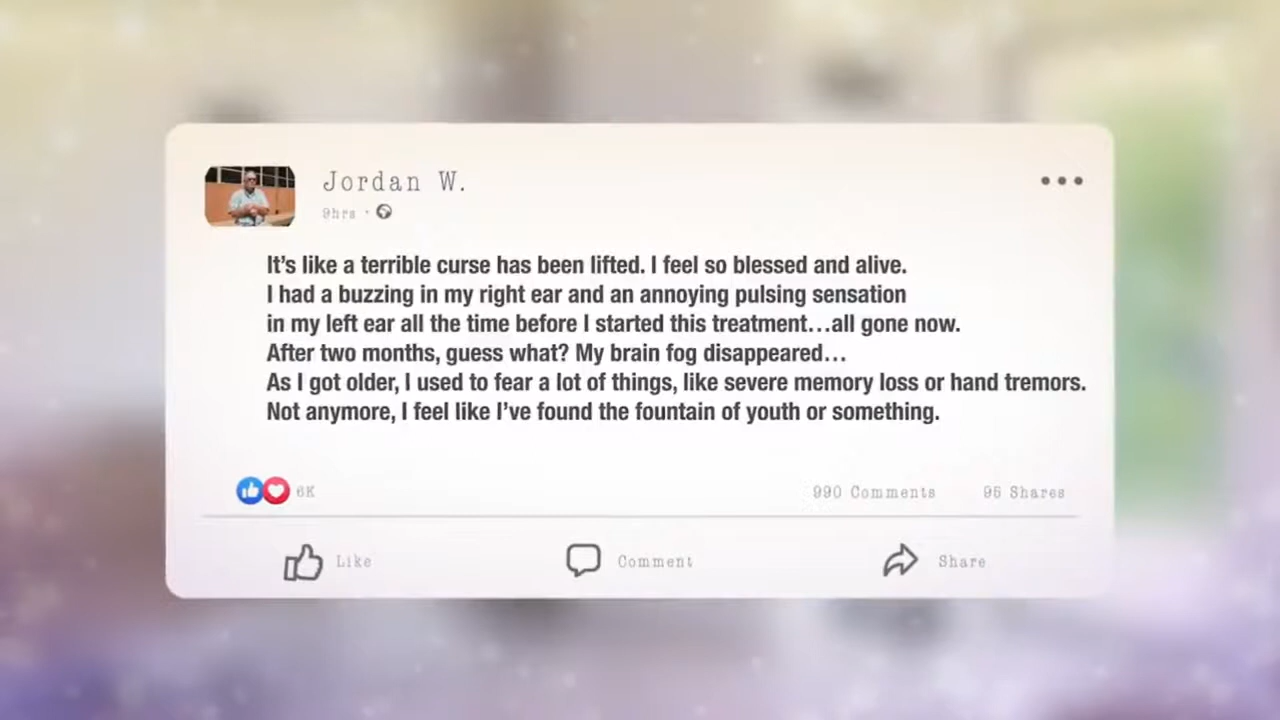 Jordan W.
9hrs ·
It's like a terrible curse has been lifted. I feel so blessed and alive.
I had a buzzing in my right ear and an annoying pulsing sensation
in my left ear all the time before I started this treatment…all gone now.
After two months, guess what? My brain fog disappeared…
As I got older, I used to fear a lot of things, like severe memory loss or hand tremors.
Not anymore, I feel like I've found the fountain of youth or something.
6K 990 Comments 95 Shares
Like Comment Share